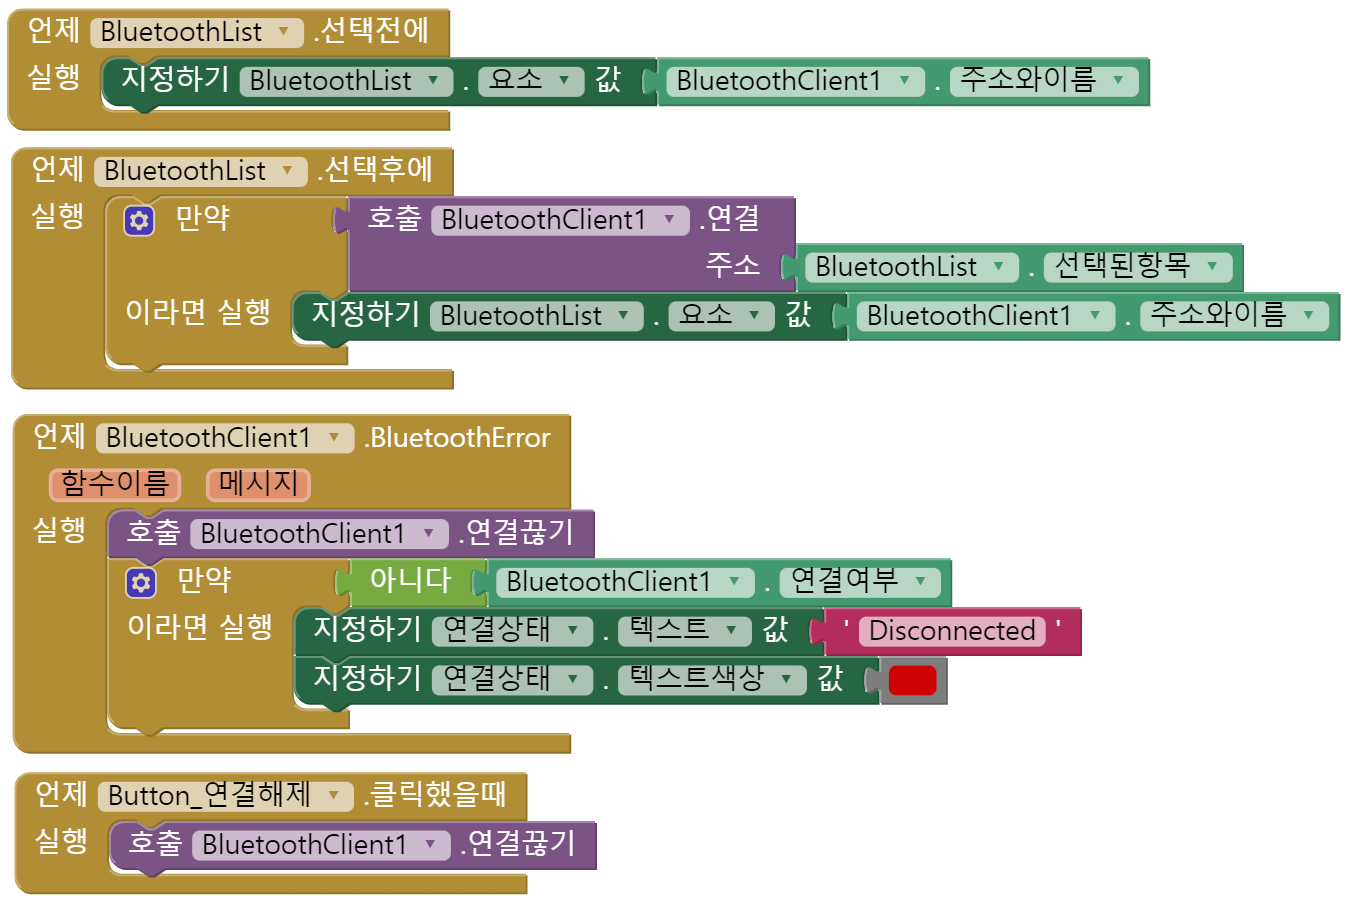 언제 BluetoothList .선택전에
실행 지정하기 BluetoothList . 요소 값 BluetoothClient1 . 주소와이름
언제 BluetoothList .선택후에
실행 만약 호출 BluetoothClient1 .연결
주소 BluetoothList . 선택된항목
이라면 실행 지정하기 BluetoothList . 요소 값 BluetoothClient1 . 주소와이름
언제 BluetoothClient1 .BluetoothError
함수이름 메시지
실행 호출 BluetoothClient1 .연결끊기
만약 아니다 BluetoothClient1 . 연결여부
이라면 실행 지정하기 연결상태 . 텍스트 값 ' Disconnected '
지정하기 연결상태 . 텍스트색상 값
언제 Button_연결해제 .클릭했을때
실행 호출 BluetoothClient1 .연결끊기